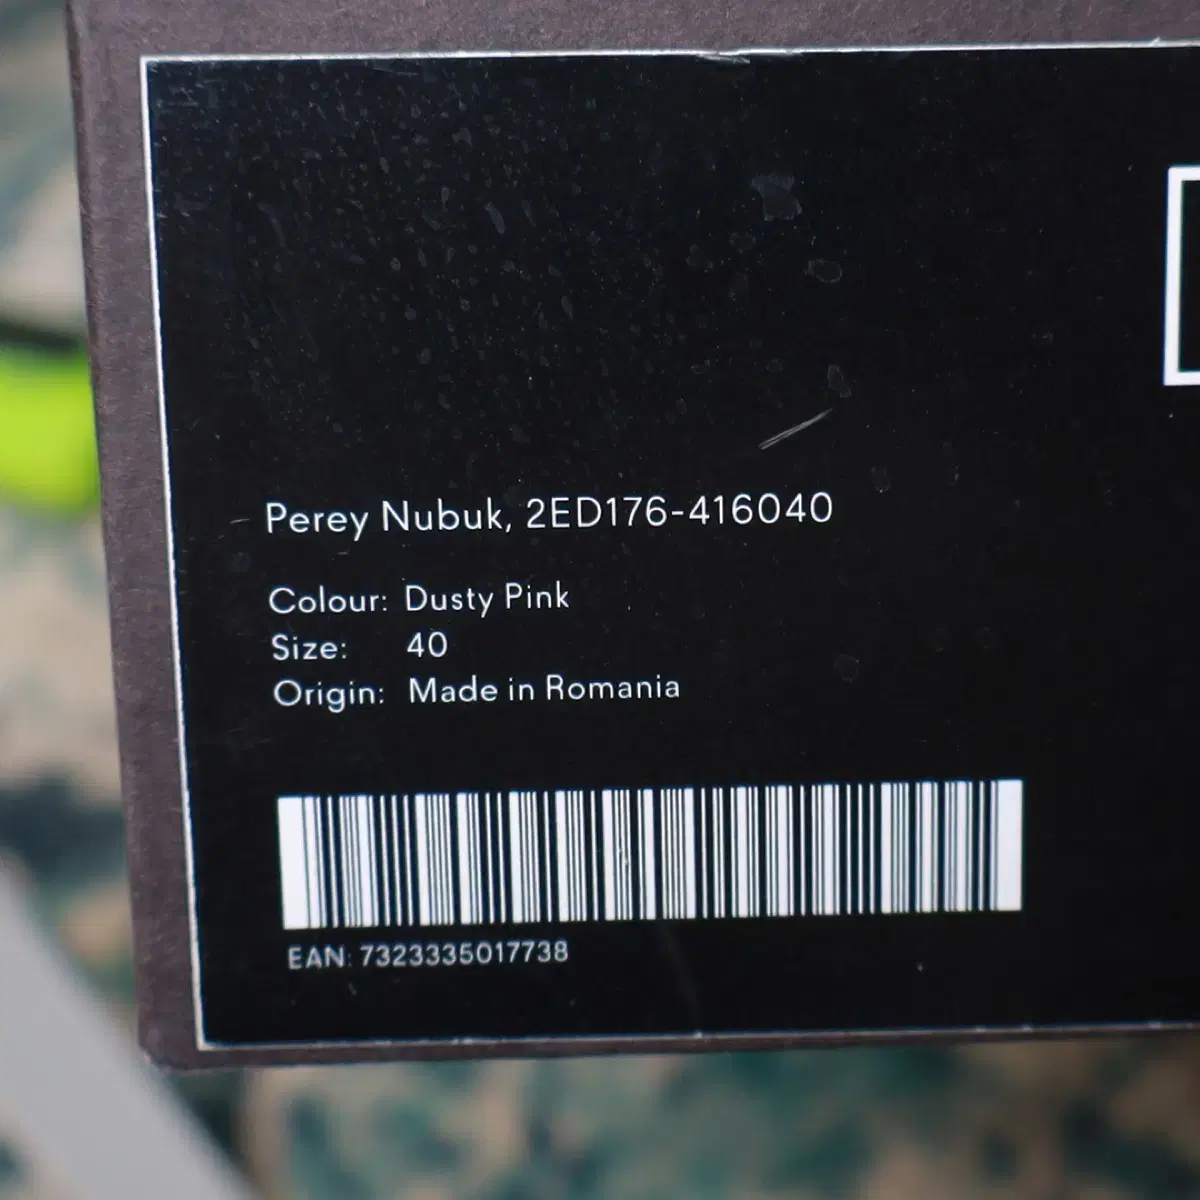 Perey Nubuk, 2ED176-416040
Colour: Dusty Pink
Size: 40
Origin: Made in Romania
EAN: 7323335017738